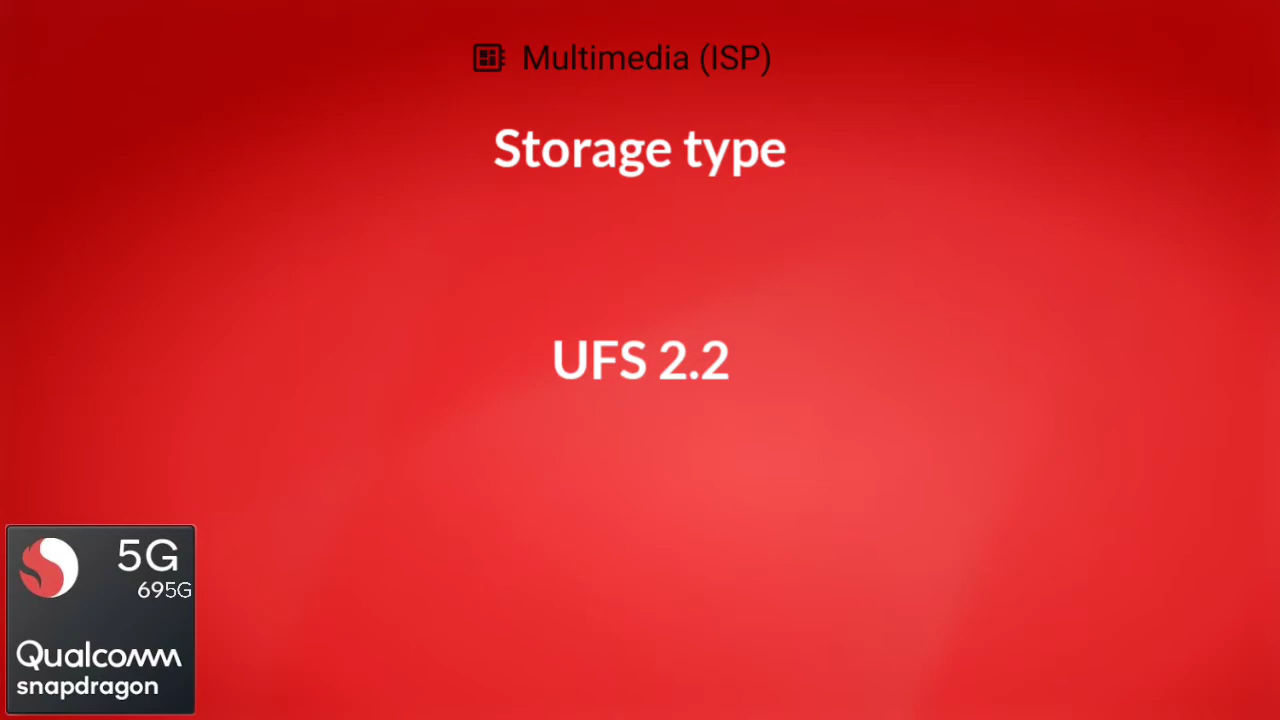 Multimedia (ISP)
Storage type
UFS 2.2
5G
695G
Qualcomm
snapdragon